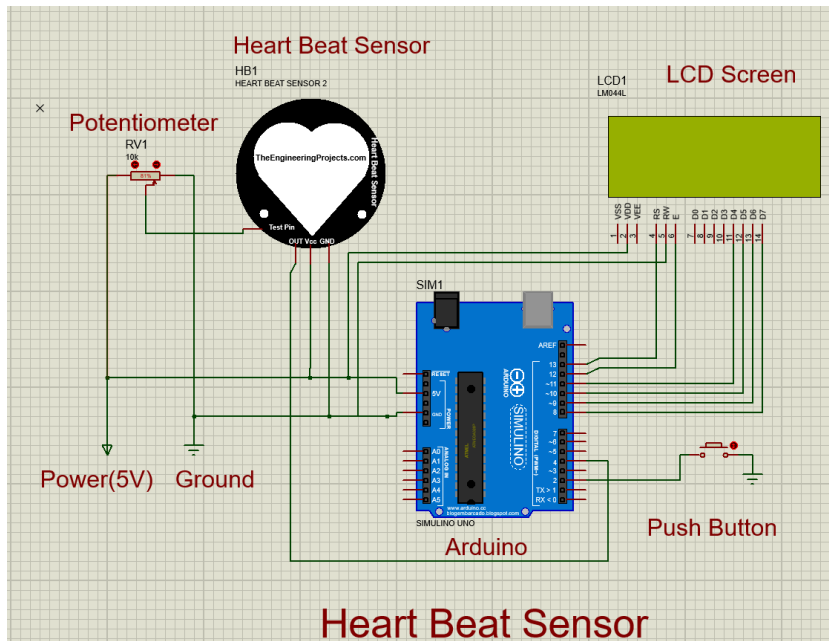 Heart Beat Sensor
HB1
HEART BEAT SENSOR 2
LCD Screen
LCD1
LM044L
Potentiometer
RV1
10k
81%
TheEngineeringProjects.com
Heart Beat Sensor
Test Pin
OUT Vcc GND
VSS
VDD
VEE
RS
RW
E
D0
D1
D2
D3
D4
D5
D6
D7
1
2
3
4
5
6
7
8
9
10
11
12
13
14
SIM1
AREF
RESET
5V
GND
POWER
A0
A1
A2
A3
A4
A5
ANALOG IN
ARDUINO
SIMULINO
13
12
~11
~10
~9
8
7
~6
~5
4
~3
2
TX > 1
RX < 0
www.arduino.cc
blogembarcado.blogspot.com
SIMULINO UNO
Arduino
Power(5V)
Ground
Push Button
Heart Beat Sensor